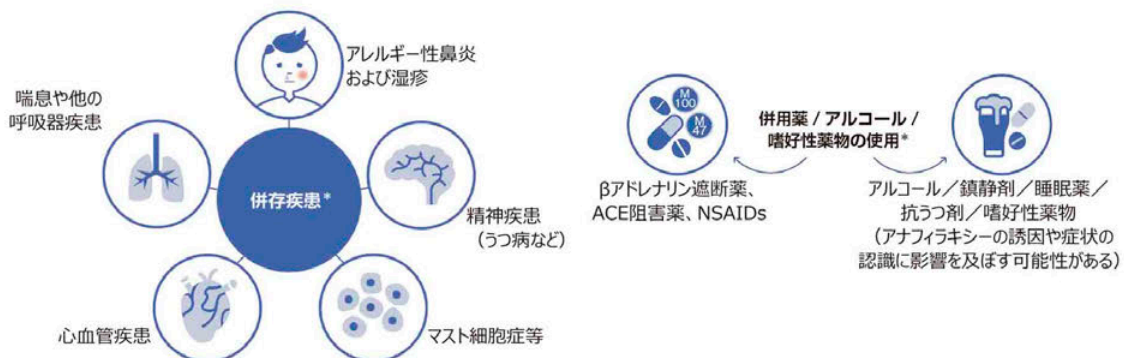 アレルギー性鼻炎
および湿疹
喘息や他の
呼吸器疾患
併存疾患*
精神疾患
(うつ病など)
心血管疾患
マスト細胞症等
M
100
M
47
併用薬 / アルコール /
嗜好性薬物の使用*
βアドレナリン遮断薬、
ACE阻害薬、NSAIDs
アルコール／鎮静剤／睡眠薬／
抗うつ剤／嗜好性薬物
(アナフィラキシーの誘因や症状の
認識に影響を及ぼす可能性がある)